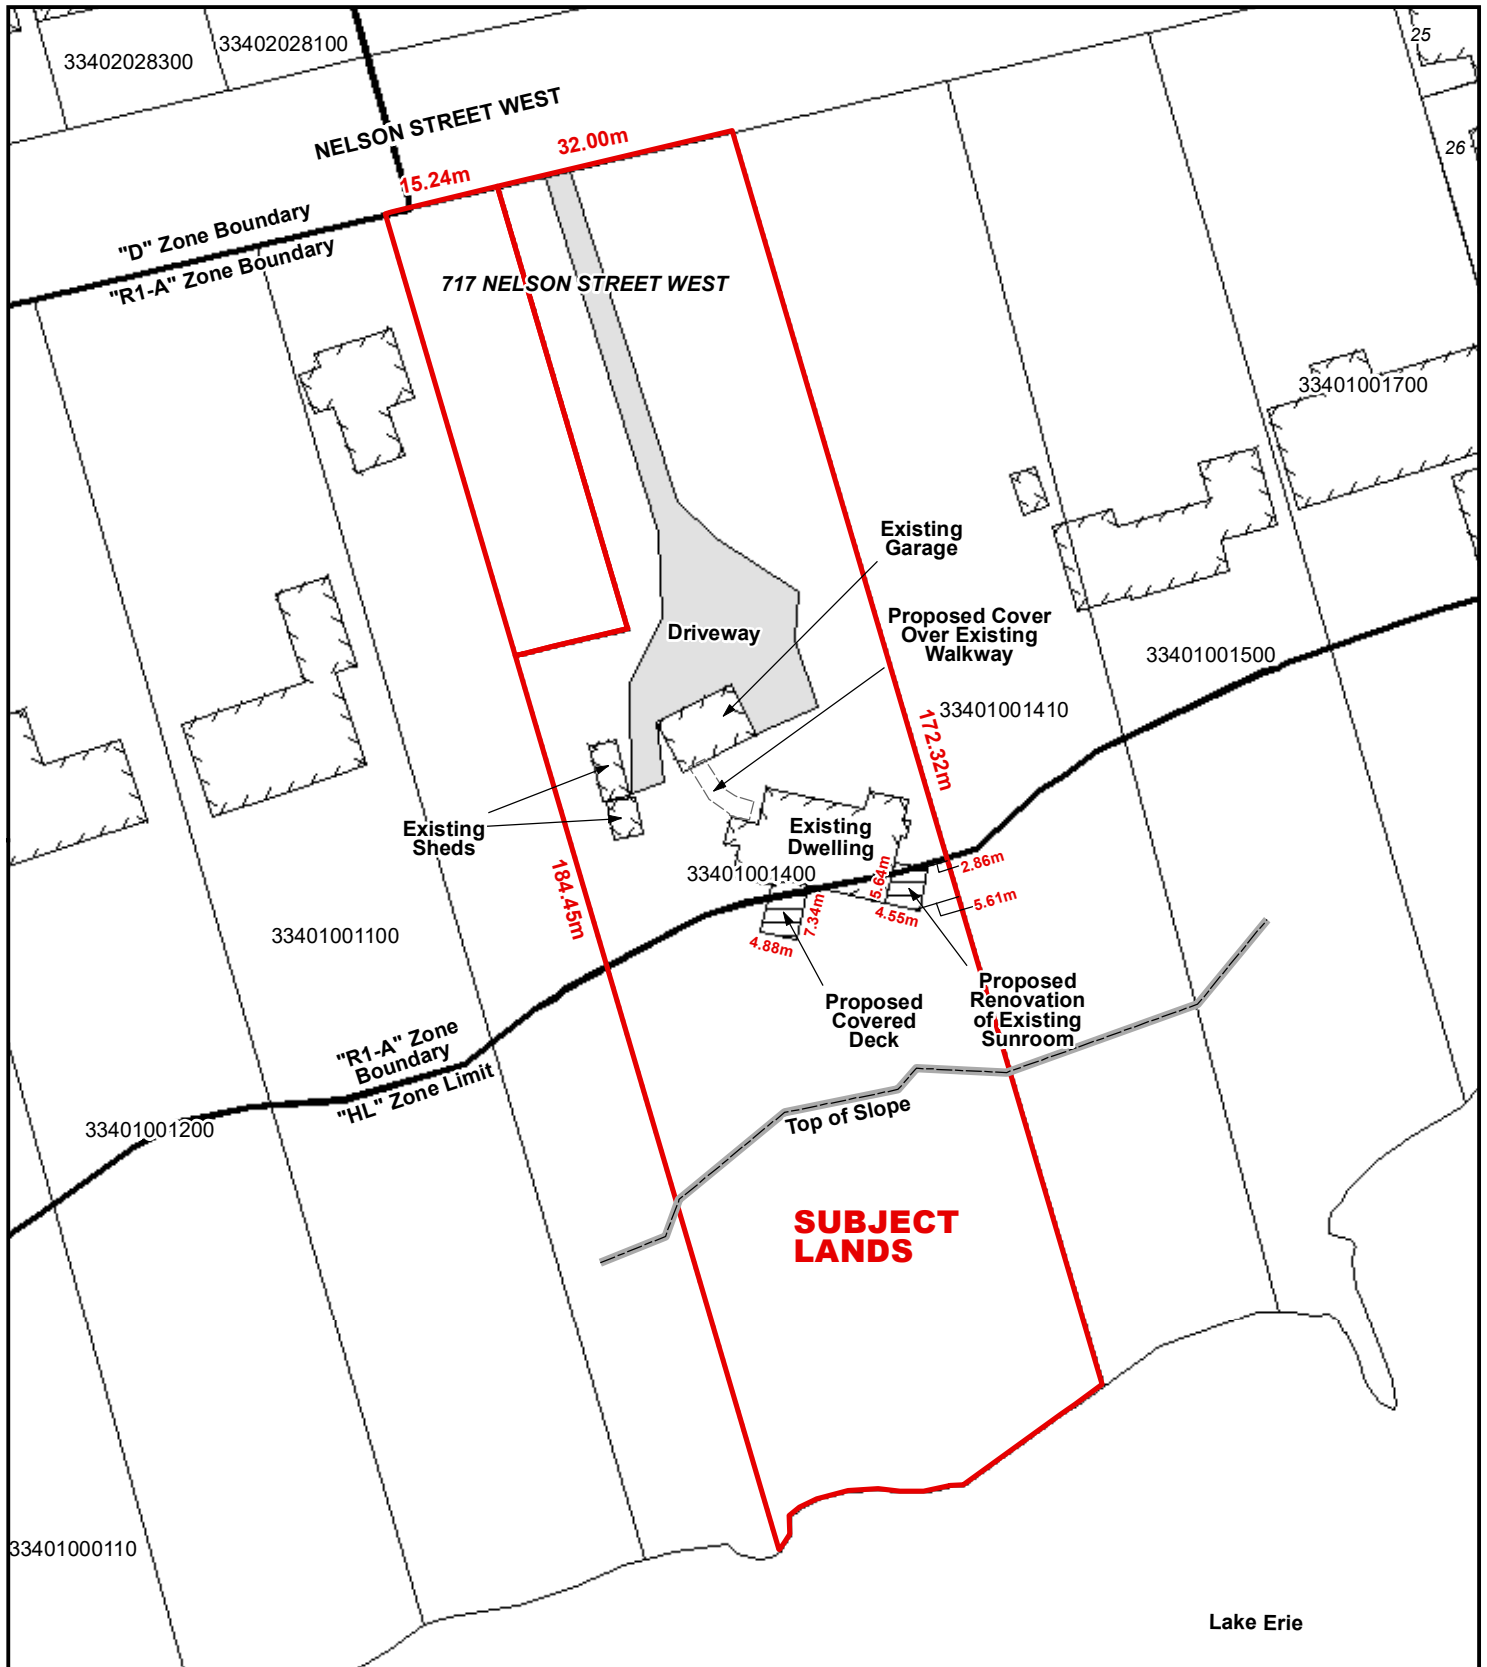 33402028300
33402028100
25
26
NELSON STREET WEST
32.00m
15.24m
"D" Zone Boundary
"R1-A" Zone Boundary
717 NELSON STREET WEST
33401001700
Existing
Garage
Proposed Cover
Over Existing
Walkway
Driveway
33401001500
33401001410
172.32m
Existing
Sheds
Existing
Dwelling
33401001400
184.45m
5.64m
2.86m
5.61m
4.55m
7.34m
4.88m
33401001100
Proposed
Covered
Deck
Proposed
Renovation
of Existing
Sunroom
"R1-A" Zone
Boundary
"HL" Zone Limit
33401001200
Top of Slope
SUBJECT
LANDS
33401000110
Lake Erie